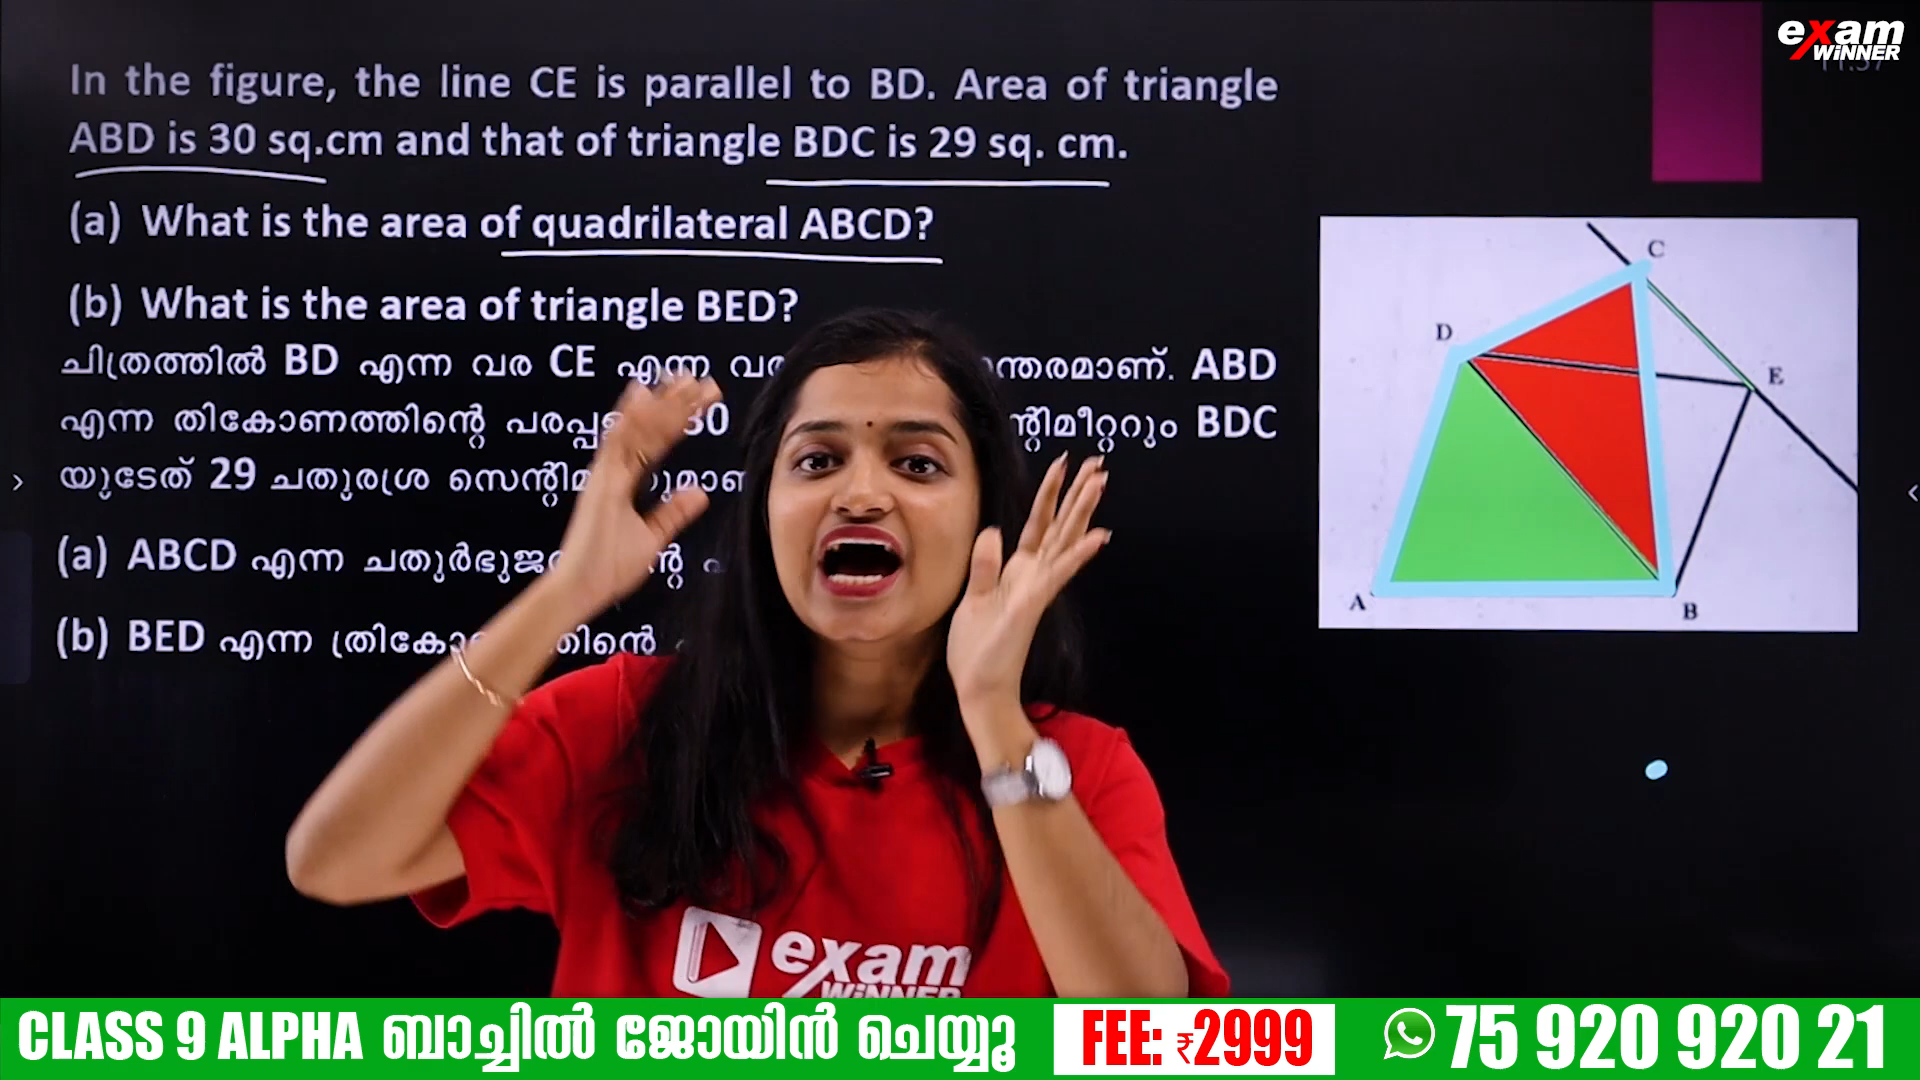 exam
WiNNER
In the figure, the line CE is parallel to BD. Area of triangle
ABD is 30 sq.cm and that of triangle BDC is 29 sq. cm.
(a) What is the area of quadrilateral ABCD?
(b) What is the area of triangle BED?
ചിത്രത്തിൽ BD എന്ന വര CE എന്ന ABD
എന്ന തികോണത്തിന്റെ 30 BDC
യുടേത് 29 ചതുരശ്ര
(a) ABCD എന്ന
(b) BED എന്ന
C
D
E
A
B
exam
WiNNER
CLASS 9 ALPHA ബാച്ചിൽ ജോയിൻ ചെയ്യൂ FEE: ₹2999 75 920 920 21